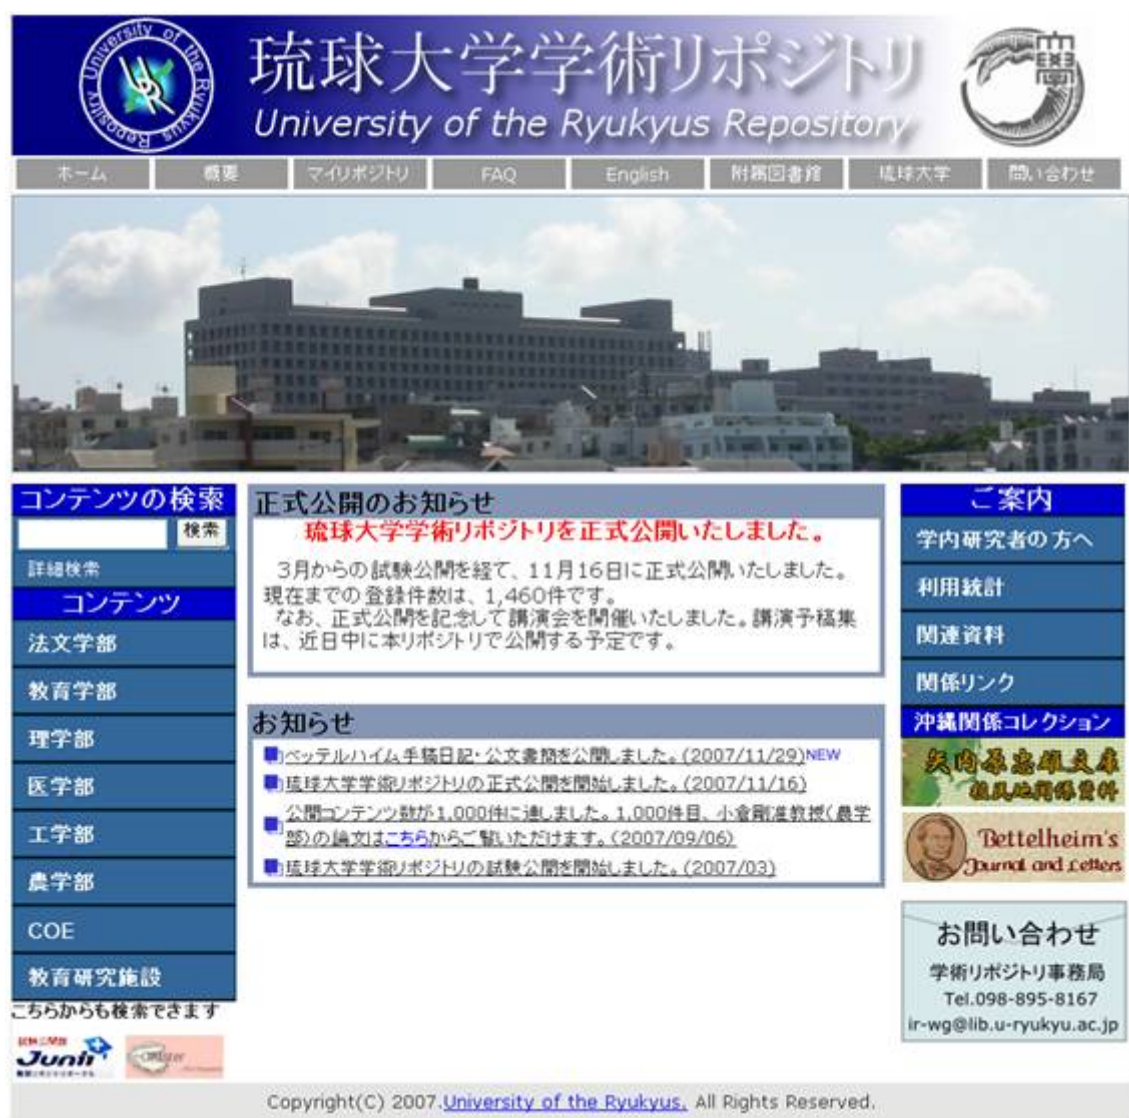 University of the Ryukyus
Repository
琉球大学学術リポジトリ
University of the Ryukyus Repository
ホーム
概要
マイリポジトリ
FAQ
English
附属図書館
琉球大学
問い合わせ
コンテンツの検索
検索
詳細検索
コンテンツ
法文学部
教育学部
理学部
医学部
工学部
農学部
COE
教育研究施設
こちらからも検索できます
正式公開のお知らせ
琉球大学学術リポジトリを正式公開いたしました。
3月からの試験公開を経て、11月16日に正式公開いたしました。
現在までの登録件数は、1,460件です。
なお、正式公開を記念して講演会を開催いたしました。講演予稿集
は、近日中に本リポジトリで公開する予定です。
お知らせ
ベッテルハイム手稿日記・公文書簡を公開しました。(2007/11/29)NEW
琉球大学学術リポジトリの正式公開を開始しました。(2007/11/16)
公開コンテンツ数が1,000件に達しました。1,000件目、小倉剛准教授(農学
部)の論文はこちらからご覧いただけます。(2007/09/06)
琉球大学学術リポジトリの試験公開を開始しました。(2007/03)
ご案内
学内研究者の方へ
利用統計
関連資料
関係リンク
沖縄関係コレクション
矢内原忠雄文庫
植民地関係資料
Bettelheim's
Journal and Letters
お問い合わせ
学術リポジトリ事務局
Tel.098-895-8167
ir-wg@lib.u-ryukyu.ac.jp
Copyright(C) 2007.University of the Ryukyus. All Rights Reserved.